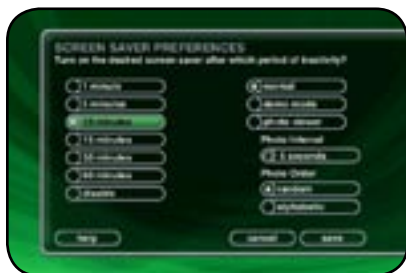 SCREEN SAVER PREFERENCES
Turn on the desired screen saver after which period of inactivity?
1 minute
5 minutes
10 minutes
15 minutes
30 minutes
60 minutes
disable
normal
demo mode
photo viewer
Photo Interval
5 seconds
Photo Order
random
alphabetic
help
cancel
save